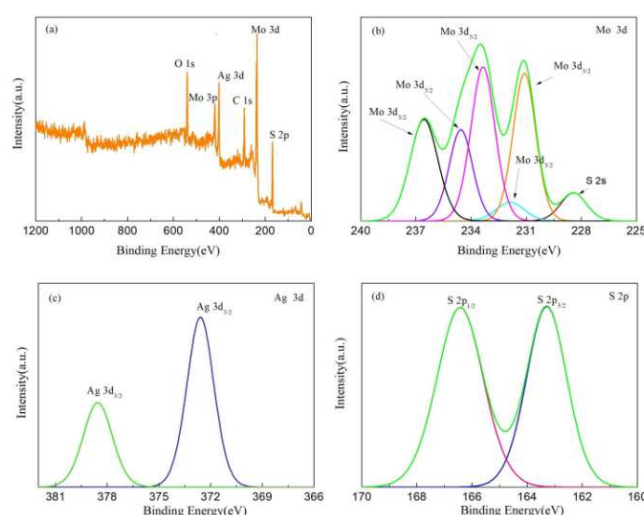 (a)
Mo 3d
O 1s
Ag 3d
Mo 3p
C 1s
S 2p
Intensity(a.u.)
1200 1000 800 600 400 200 0
Binding Energy(eV)
(b)
Mo 3d
Mo 3d5/2
Mo 3d3/2
Mo 3d3/2
Mo 3d3/2
Mo 3d3/2
S 2s
Intensity(a.u.)
240 237 234 231 228 225
Binding Energy(eV)
(c)
Ag 3d
Ag 3d5/2
Ag 3d3/2
Intensity(a.u.)
381 378 375 372 369 366
Binding Energy(eV)
(d)
S 2p
S 2p1/2
S 2p3/2
Intensity(a.u.)
170 168 166 164 162 160
Binding Energy(eV)